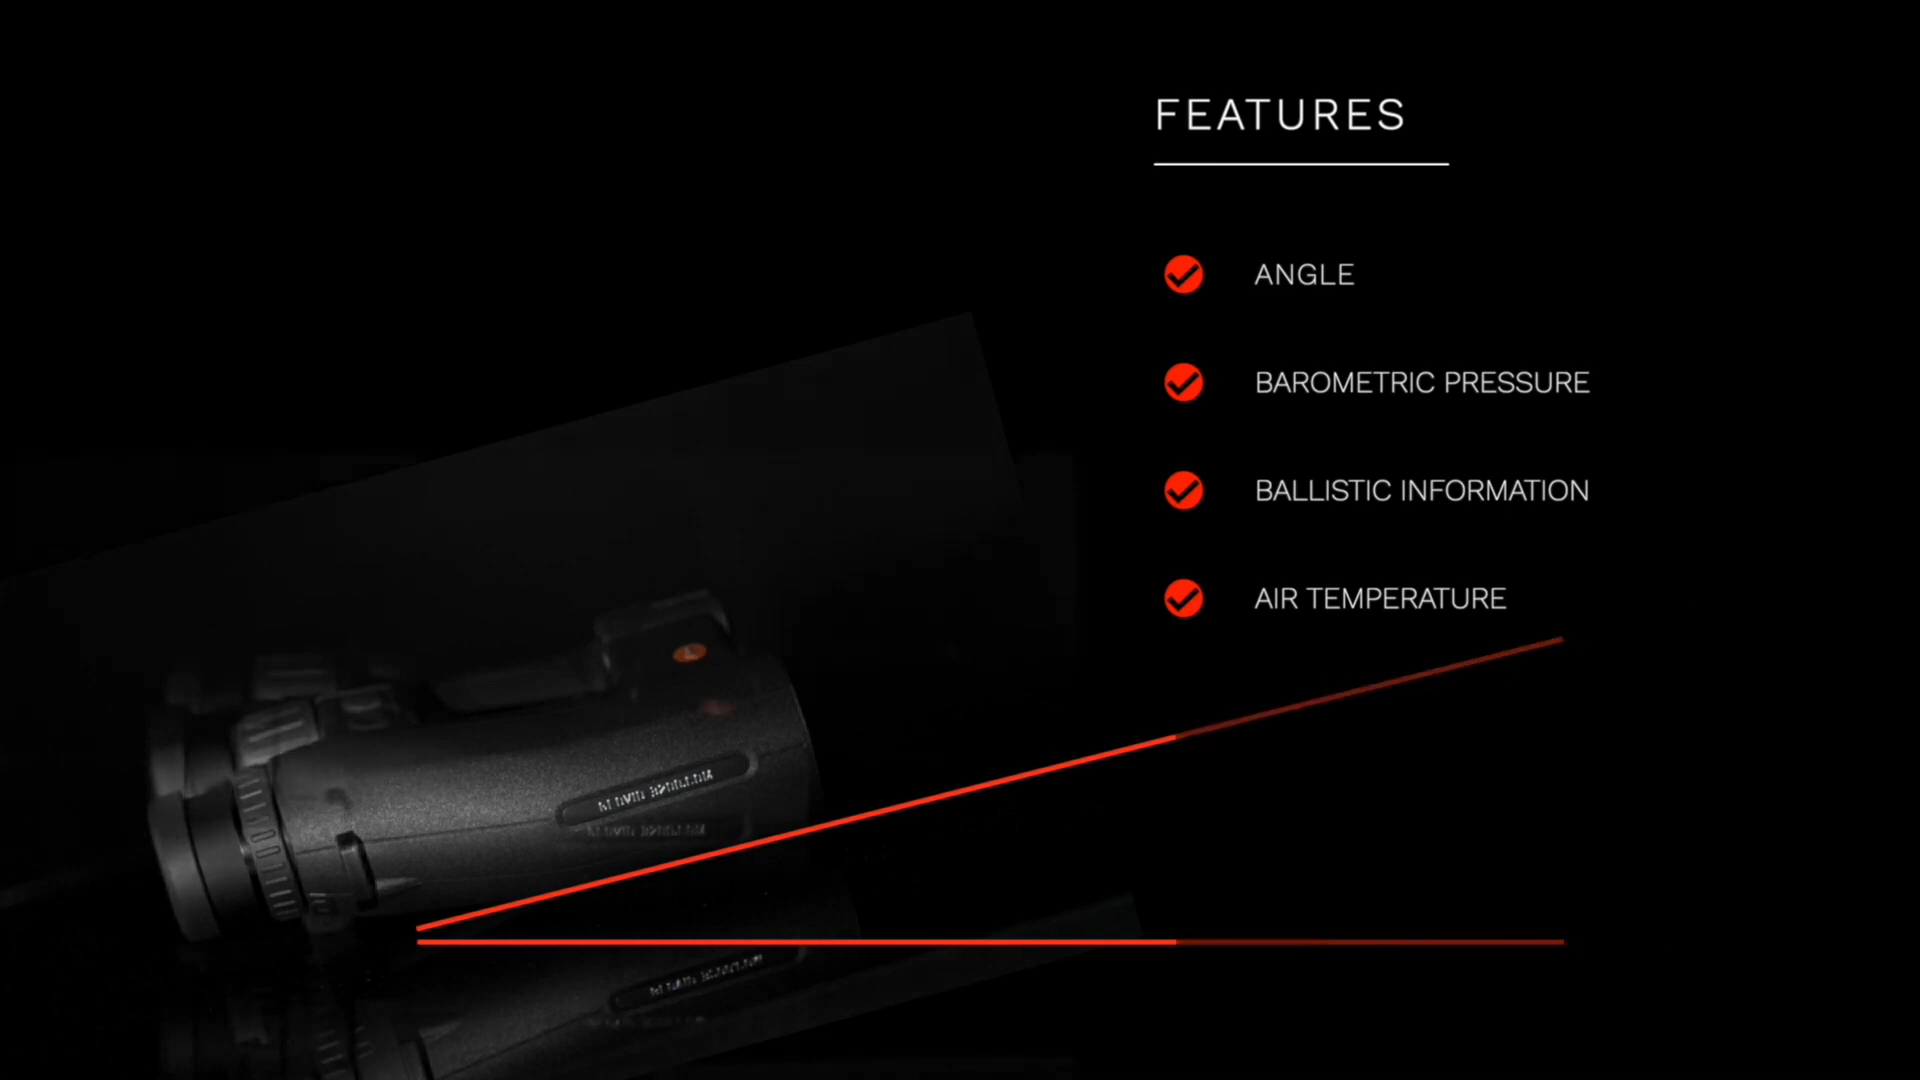 FEATURES
ANGLE
BAROMETRIC PRESSURE
BALLISTIC INFORMATION
AIR TEMPERATURE